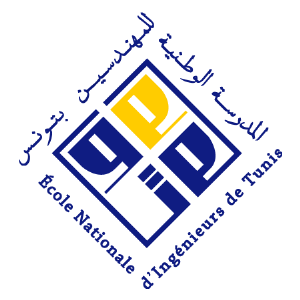 المدرسة الوطنية للمهندسين بتونس
École Nationale
d'Ingénieurs de Tunis